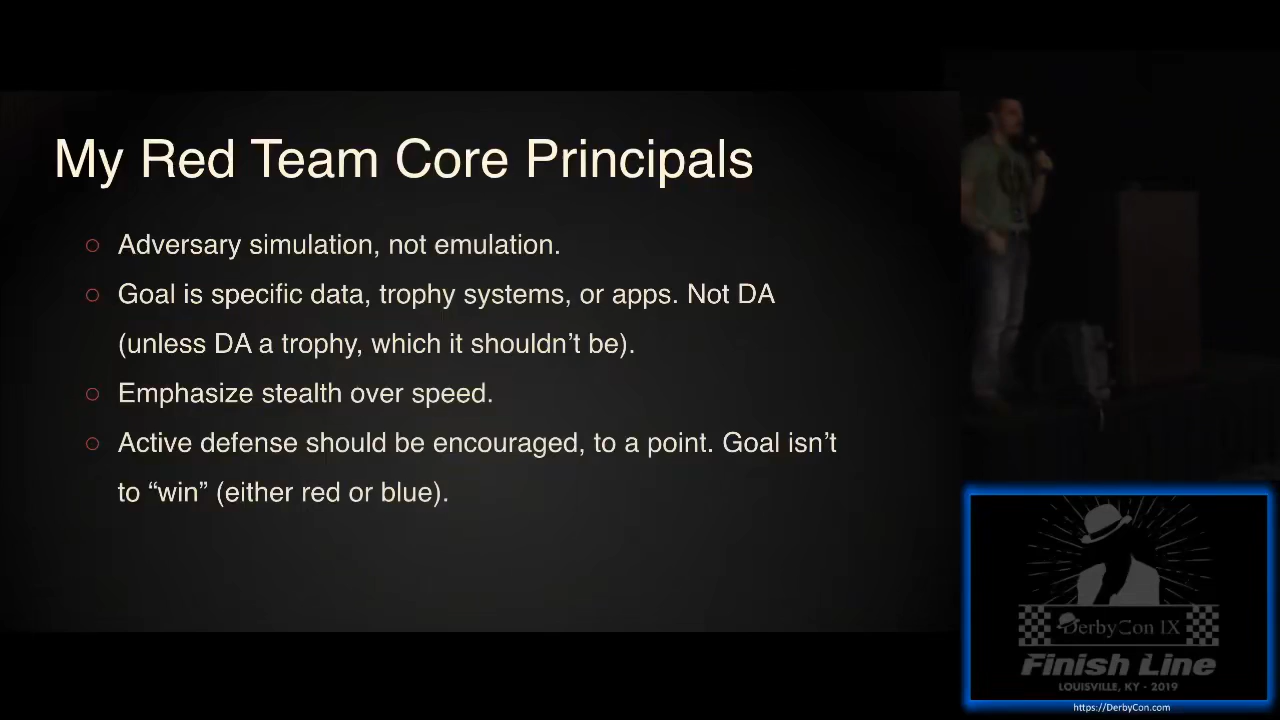 My Red Team Core Principals
Adversary simulation, not emulation.
Goal is specific data, trophy systems, or apps. Not DA
(unless DA a trophy, which it shouldn't be).
Emphasize stealth over speed.
Active defense should be encouraged, to a point. Goal isn't
to “win” (either red or blue).
DerbyCon IX
Finish Line
LOUISVILLE, KY - 2019
https://DerbyCon.com